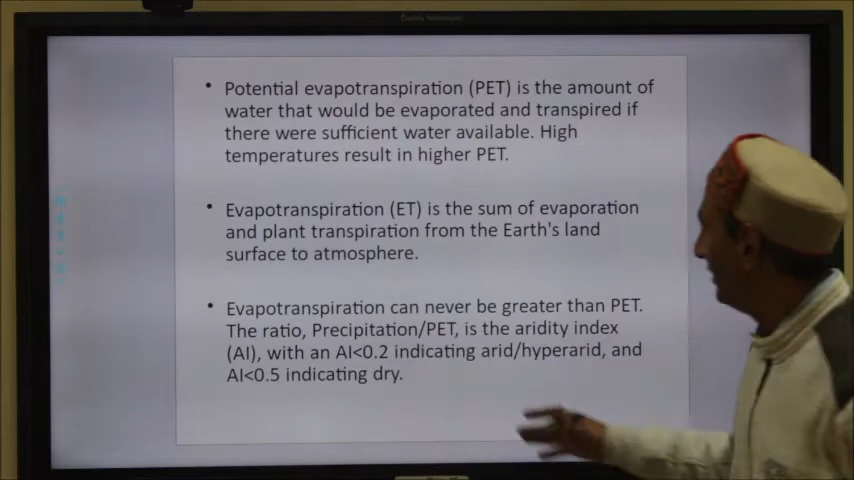 • Potential evapotranspiration (PET) is the amount of
water that would be evaporated and transpired if
there were sufficient water available. High
temperatures result in higher PET.
• Evapotranspiration (ET) is the sum of evaporation
and plant transpiration from the Earth's land
surface to atmosphere.
• Evapotranspiration can never be greater than PET.
The ratio, Precipitation/PET, is the aridity index
(AI), with an AI<0.2 indicating arid/hyperarid, and
AI<0.5 indicating dry.